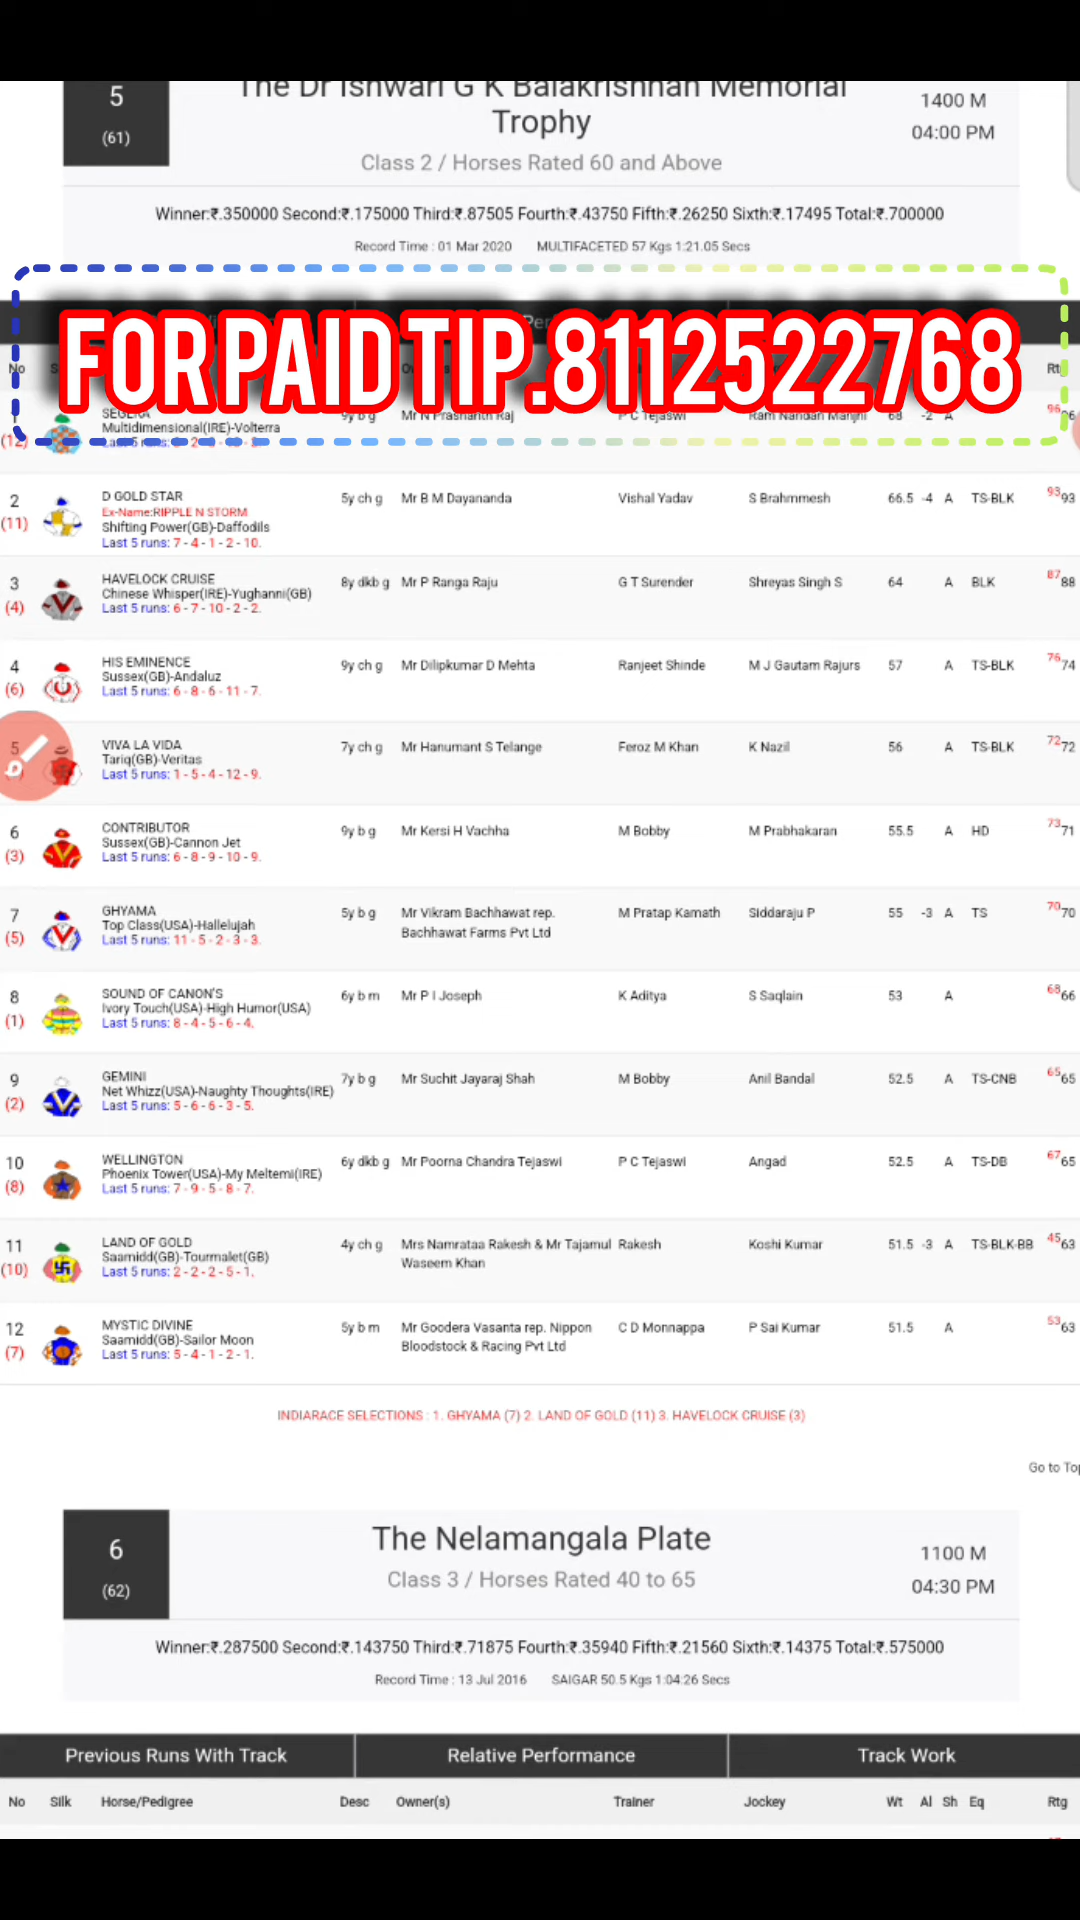 5
The Dr Ishwari G K Balakrishnan Memorial
Trophy
1400 M
(61)
04:00 PM
Class 2 / Horses Rated 60 and Above
Winner:₹.350000 Second:₹.175000 Third:₹.87505 Fourth:₹.43750 Fifth:₹.26250 Sixth:₹.17495 Total:₹.700000
Record Time : 01 Mar 2020 MULTIFACETED 57 Kgs 1:21.05 Secs
FOR PAID TIP.8112522768
No
SEGERA 9y b g Mr N Prashanth Raj P C Tejaswi Ram Nandan Manjhi 68 -2 A 96
(12) Multidimensional(IRE)-Volterra
2 D GOLD STAR 5y ch g Mr B M Dayananda Vishal Yadav S Brahmmesh 66.5 -4 A TS-BLK 93 93
(11) Ex-Name:RIPPLE N STORM
Shifting Power(GB)-Daffodils
Last 5 runs: 7 - 4 - 1 - 2 - 10.
3 HAVELOCK CRUISE 8y dkb g Mr P Ranga Raju G T Surender Shreyas Singh S 64 A BLK 87 88
Chinese Whisper(IRE)-Yughanni(GB)
(4) Last 5 runs: 6 - 7 - 10 - 2 - 2.
4 HIS EMINENCE 9y ch g Mr Dilipkumar D Mehta Ranjeet Shinde M J Gautam Rajurs 57 A TS-BLK 76 74
Sussex(GB)-Andaluz
(6) Last 5 runs: 6 - 8 - 6 - 11 - 7.
5 VIVA LA VIDA 7y ch g Mr Hanumant S Telange Feroz M Khan K Nazil 56 A TS-BLK 72 72
Tariq(GB)-Veritas
Last 5 runs: 1 - 5 - 4 - 12 - 9.
6 CONTRIBUTOR 9y b g Mr Kersi H Vachha M Bobby M Prabhakaran 55.5 A HD 73 71
Sussex(GB)-Cannon Jet
(3) Last 5 runs: 6 - 8 - 9 - 10 - 9.
7 GHYAMA 5y b g Mr Vikram Bachhawat rep. M Pratap Kamath Siddaraju P 55 -3 A TS 70 70
Top Class(USA)-Hallelujah Bachhawat Farms Pvt Ltd
(5) Last 5 runs: 11 - 5 - 2 - 3 - 3.
8 SOUND OF CANON'S 6y b m Mr P I Joseph K Aditya S Saqlain 53 A 68 66
Ivory Touch(USA)-High Humor(USA)
(1) Last 5 runs: 8 - 4 - 5 - 6 - 4.
9 GEMINI 7y b g Mr Suchit Jayaraj Shah M Bobby Anil Bandal 52.5 A TS-CNB 65 65
Net Whizz(USA)-Naughty Thoughts(IRE)
(2) Last 5 runs: 5 - 6 - 6 - 3 - 5.
10 WELLINGTON 6y dkb g Mr Poorna Chandra Tejaswi P C Tejaswi Angad 52.5 A TS-DB 67 65
Phoenix Tower(USA)-My Meltemi(IRE)
(8) Last 5 runs: 7 - 9 - 5 - 8 - 7.
11 LAND OF GOLD 4y ch g Mrs Namrataa Rakesh & Mr Tajamul Rakesh Koshi Kumar 51.5 -3 A TS-BLK-BB 45 63
Saamidd(GB)-Tourmalet(GB) Waseem Khan
(10) Last 5 runs: 2 - 2 - 2 - 5 - 1.
12 MYSTIC DIVINE 5y b m Mr Goodera Vasanta rep. Nippon C D Monnappa P Sai Kumar 51.5 A 53 63
Saamidd(GB)-Sailor Moon Bloodstock & Racing Pvt Ltd
(7) Last 5 runs: 5 - 4 - 1 - 2 - 1.
INDIARACE SELECTIONS : 1. GHYAMA (7) 2. LAND OF GOLD (11) 3. HAVELOCK CRUISE (3)
Go to Top
6
The Nelamangala Plate
1100 M
(62)
Class 3 / Horses Rated 40 to 65
04:30 PM
Winner:₹.287500 Second:₹.143750 Third:₹.71875 Fourth:₹.35940 Fifth:₹.21560 Sixth:₹.14375 Total:₹.575000
Record Time : 13 Jul 2016 SAIGAR 50.5 Kgs 1:04:26 Secs
Previous Runs With Track Relative Performance Track Work
No Silk Horse/Pedigree Desc Owner(s) Trainer Jockey Wt Al Sh Eq Rtg